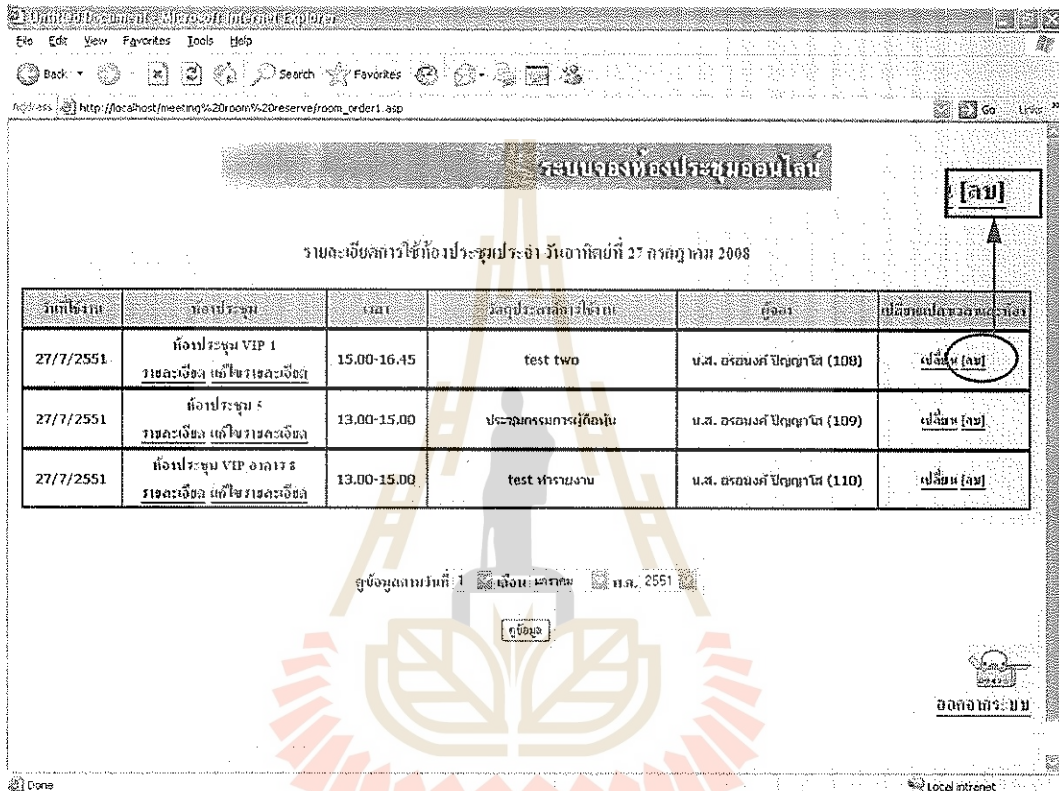 Untitled Document - Microsoft Internet Explorer
File Edit View Favorites Tools Help
Back Search Favorites
Address http://localhost/meeting%20room%20reserve/room_order1.asp Go Links
ระบบจองห้องประชุมออนไลน์
[ลบ]
รายละเอียดการใช้ห้องประชุมประจำ วันอาทิตย์ที่ 27 กรกฎาคม 2008
วันที่ใช้งาน ห้องประชุม เวลา วัตถุประสงค์การใช้งาน ผู้จอง
27/7/2551 ห้องประชุม VIP 1 15.00-16.45 test two น.ส. อรอนงค์ ปัญญาใส (108) เปลี่ยน [ลบ]
รายละเอียด แก้ไขรายละเอียด
27/7/2551 ห้องประชุม 5 13.00-15.00 ประชุมกรรมการผู้ถือหุ้น น.ส. อรอนงค์ ปัญญาใส (109) เปลี่ยน [ลบ]
รายละเอียด แก้ไขรายละเอียด
27/7/2551 ห้องประชุม VIP อาคาร 8 13.00-15.00 test ทำรายงาน น.ส. อรอนงค์ ปัญญาใส (110) เปลี่ยน [ลบ]
รายละเอียด แก้ไขรายละเอียด
ดูข้อมูลตามวันที่ 1 เดือน มกราคม พ.ศ. 2551
ดูข้อมูล
ออกจากระบบ
Done Local intranet